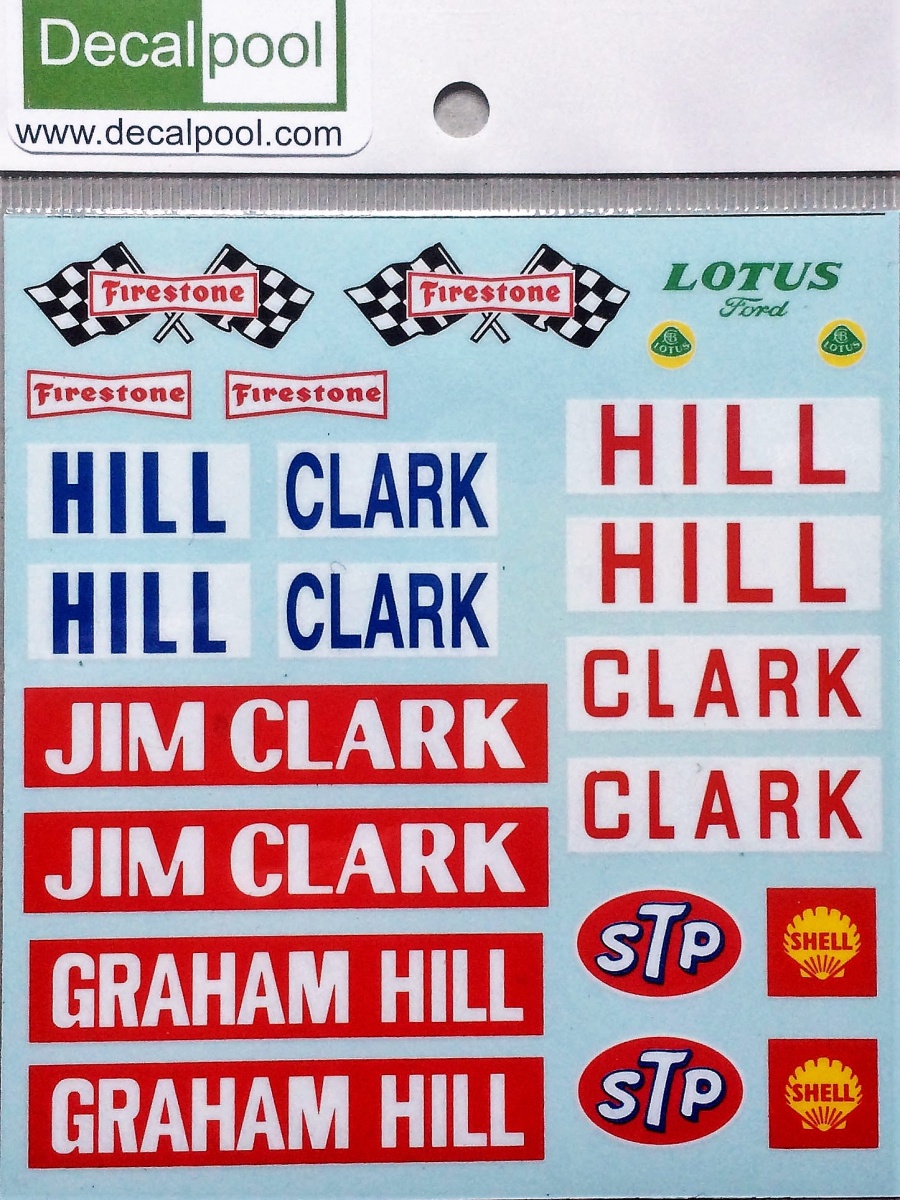 Decalpool
www.decalpool.com
Firestone
Firestone
LOTUS
Ford
LOTUS
LOTUS
Firestone
Firestone
HILL
CLARK
HILL
HILL
CLARK
HILL
JIM CLARK
CLARK
JIM CLARK
CLARK
GRAHAM HILL
STP
SHELL
GRAHAM HILL
STP
SHELL